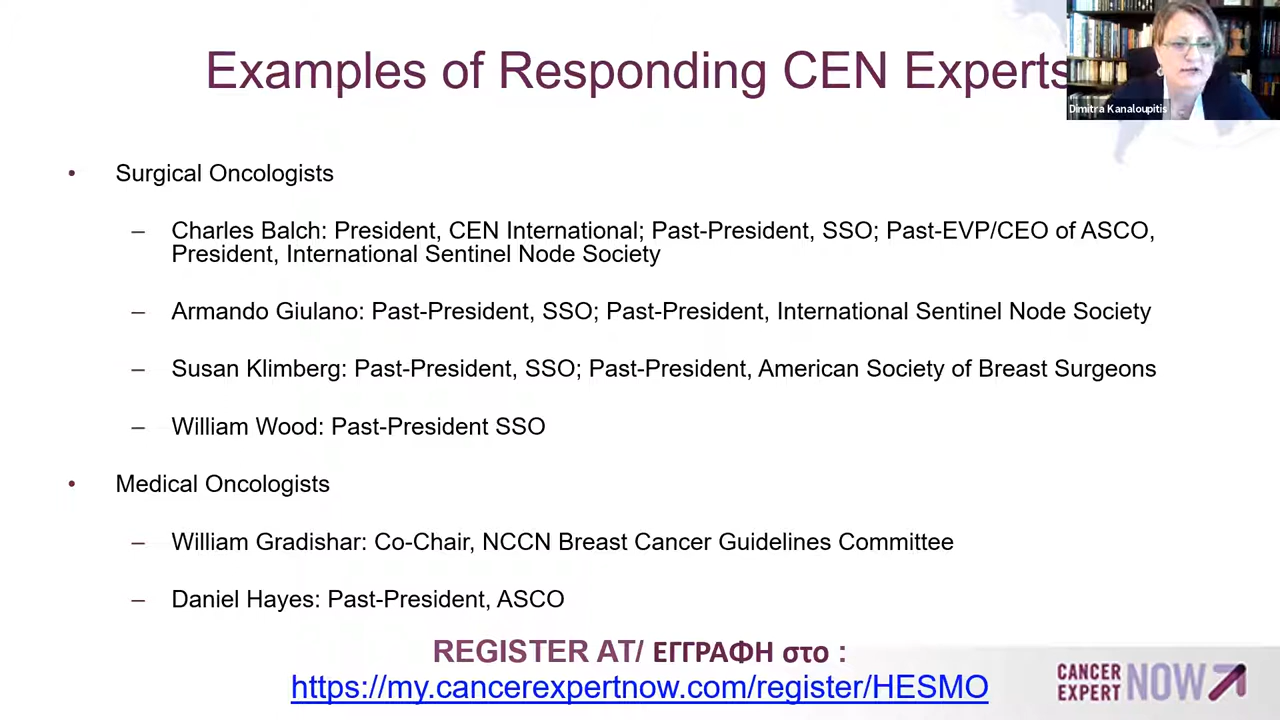 Examples of Responding CEN Experts
Dimitra Kanaloupitis
• Surgical Oncologists
– Charles Balch: President, CEN International; Past-President, SSO; Past-EVP/CEO of ASCO,
President, International Sentinel Node Society
– Armando Giulano: Past-President, SSO; Past-President, International Sentinel Node Society
– Susan Klimberg: Past-President, SSO; Past-President, American Society of Breast Surgeons
– William Wood: Past-President SSO
• Medical Oncologists
– William Gradishar: Co-Chair, NCCN Breast Cancer Guidelines Committee
– Daniel Hayes: Past-President, ASCO
REGISTER AT/ ΕΓΓΡΑΦΗ στο :
https://my.cancerexpertnow.com/register/HESMO
CANCER
EXPERT NOW